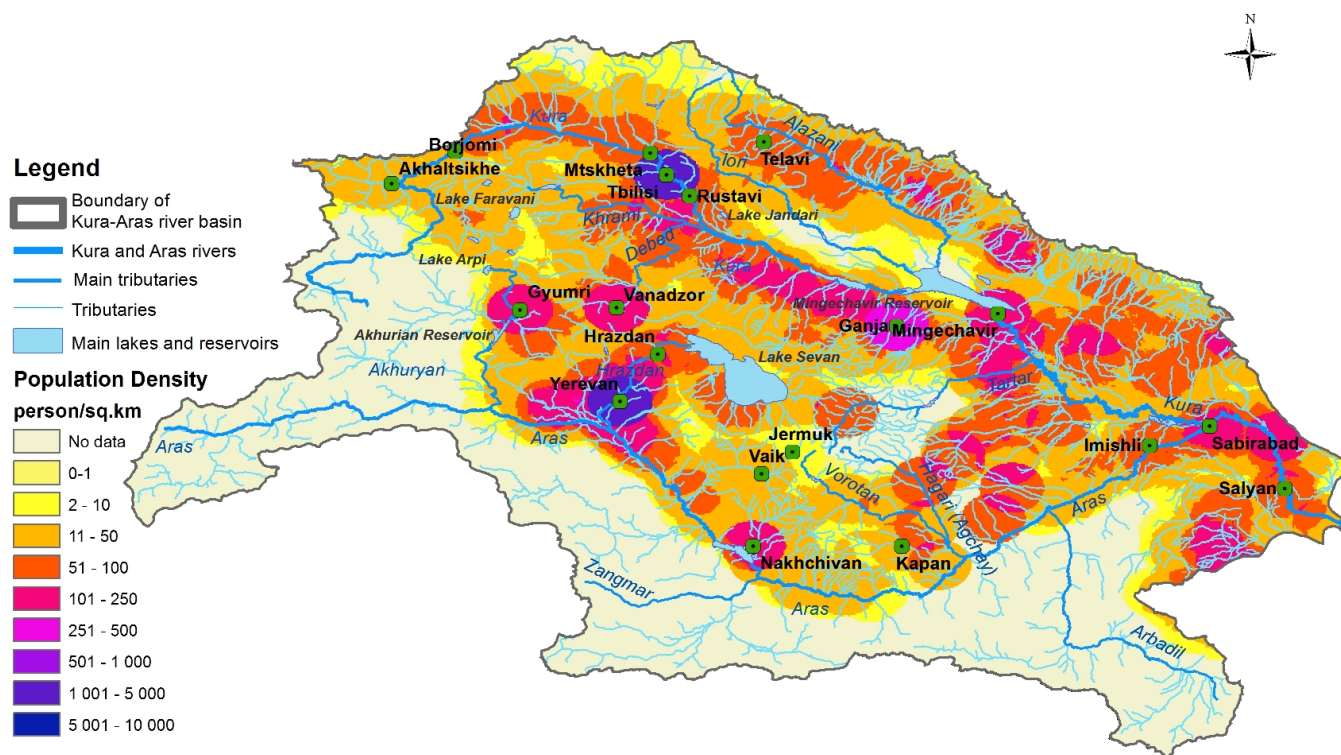 N
Legend
Boundary of
Kura-Aras river basin
Kura and Aras rivers
Main tributaries
Tributaries
Main lakes and reservoirs
Population Density
person/sq.km
No data
0-1
2 - 10
11 - 50
51 - 100
101 - 250
251 - 500
501 - 1 000
1 001 - 5 000
5 001 - 10 000
Kura
Borjomi
Akhaltsikhe
Mtskheta
Tbilisi
Rustavi
Iori
Telavi
Alazani
Lake Faravani
Khrami
Lake Jandari
Debed
Lake Arpi
Kura
Gyumri
Vanadzor
Mingechavir Reservoir
Ganja
Mingechavir
Akhurian Reservoir
Hrazdan
Lake Sevan
Akhuryan
Hrazdan
Yerevan
Tartar
Kura
Aras
Aras
Jermuk
Vaik
Imishli
Sabirabad
Vorotan
Hagari (Agchay)
Aras
Salyan
Nakhchivan
Kapan
Zangmar
Aras
Arbadil